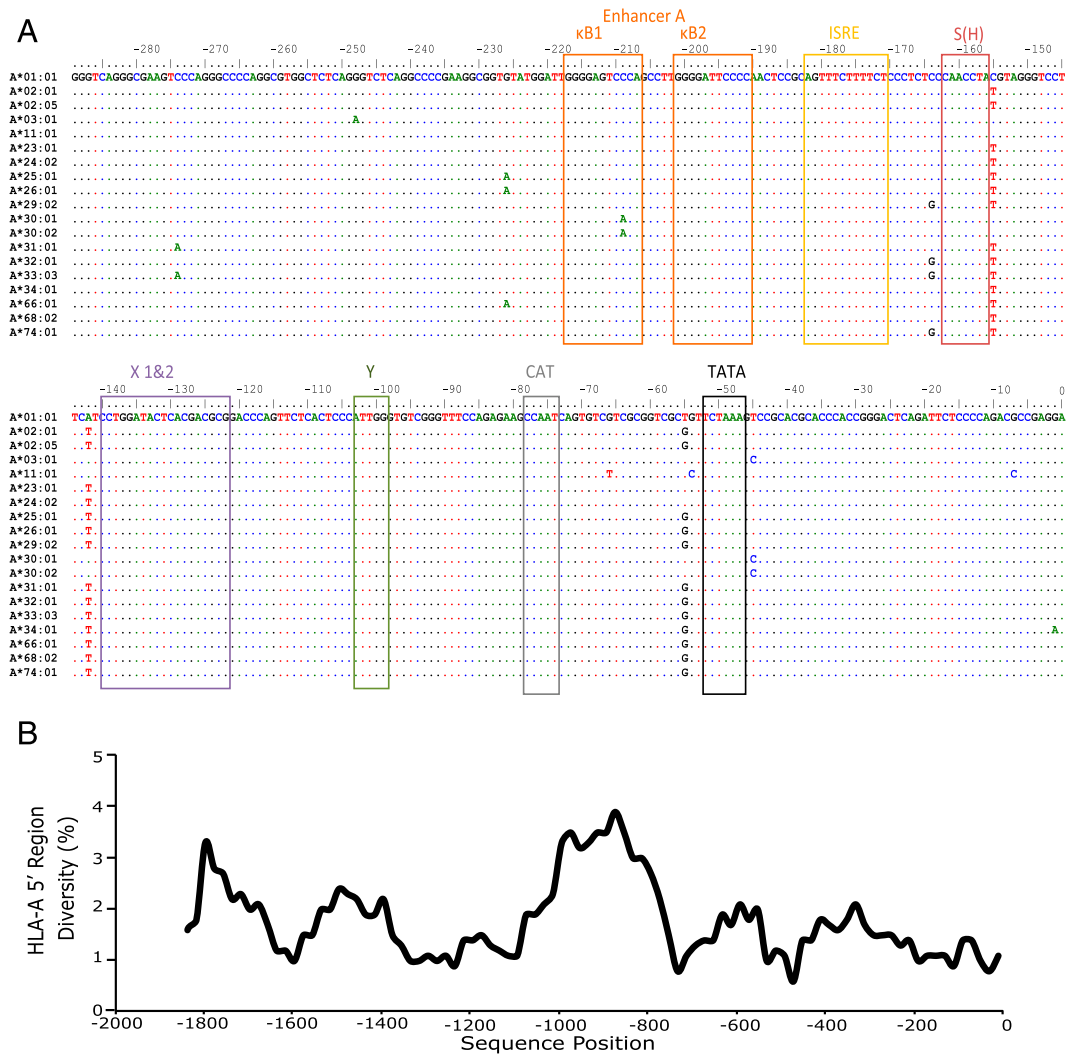 A
Enhancer A
κB1 κB2 ISRE S(H)
-280 -270 -260 -250 -240 -230 -220 -210 -200 -190 -180 -170 -160 -150
A*01:01 GGGTCAGGGCGAAGTCCCAGGGCCCCAGGCGTGGCTCTCAGGGTCTCAGGCCCCGAAGGCGGTGTATGGATTGGGGAGTCCCAGCCTTGGGGATTCCCCAACTCCGCAGTTTCTTTTCTCCCTCTCCCAACCTACGTAGGGTCCT
A*02:01 T
A*02:05 T
A*03:01 A
A*11:01
A*23:01 T
A*24:02 T
A*25:01 A T
A*26:01 A T
A*29:02 G T
A*30:01 A
A*30:02 A
A*31:01 A T
A*32:01 G T
A*33:03 A G T
A*34:01 T
A*66:01 A T
A*68:02 T
A*74:01 G T
X 1&2 Y CAT TATA
-140 -130 -120 -110 -100 -90 -80 -70 -60 -50 -40 -30 -20 -10 0
A*01:01 TCATCCTGGATACTCACGACGCGGACCCAGTTCTCACTCCCATTGGGTGTCGGGTTTCCAGAGAAGCCAATCAGTGTCGTCGCGGTCGCTGTTCTAAAGTCCGCACGCACCCACCGGGACTCAGATTCTCCCCAGACGCCGAGGA
A*02:01 T G
A*02:05 T G
A*03:01 C
A*11:01 T C C
A*23:01 T
A*24:02 T
A*25:01 T G
A*26:01 T G
A*29:02 T G
A*30:01 C
A*30:02 C
A*31:01 T G
A*32:01 T G
A*33:03 T G
A*34:01 T G A
A*66:01 T G
A*68:02 T G
A*74:01 T G
B
HLA-A 5′ Region
Diversity (%)
5
4
3
2
1
0
-2000 -1800 -1600 -1400 -1200 -1000 -800 -600 -400 -200 0
Sequence Position